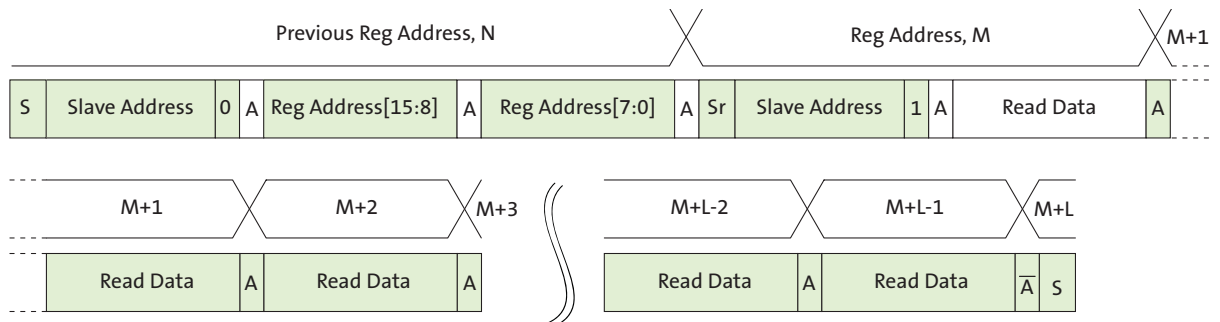 Previous Reg Address, N Reg Address, M M+1
S Slave Address 0 A Reg Address[15:8] A Reg Address[7:0] A Sr Slave Address 1 A Read Data A
M+1 M+2 M+3 M+L-2 M+L-1 M+L
Read Data A Read Data A Read Data A Read Data A̅ S